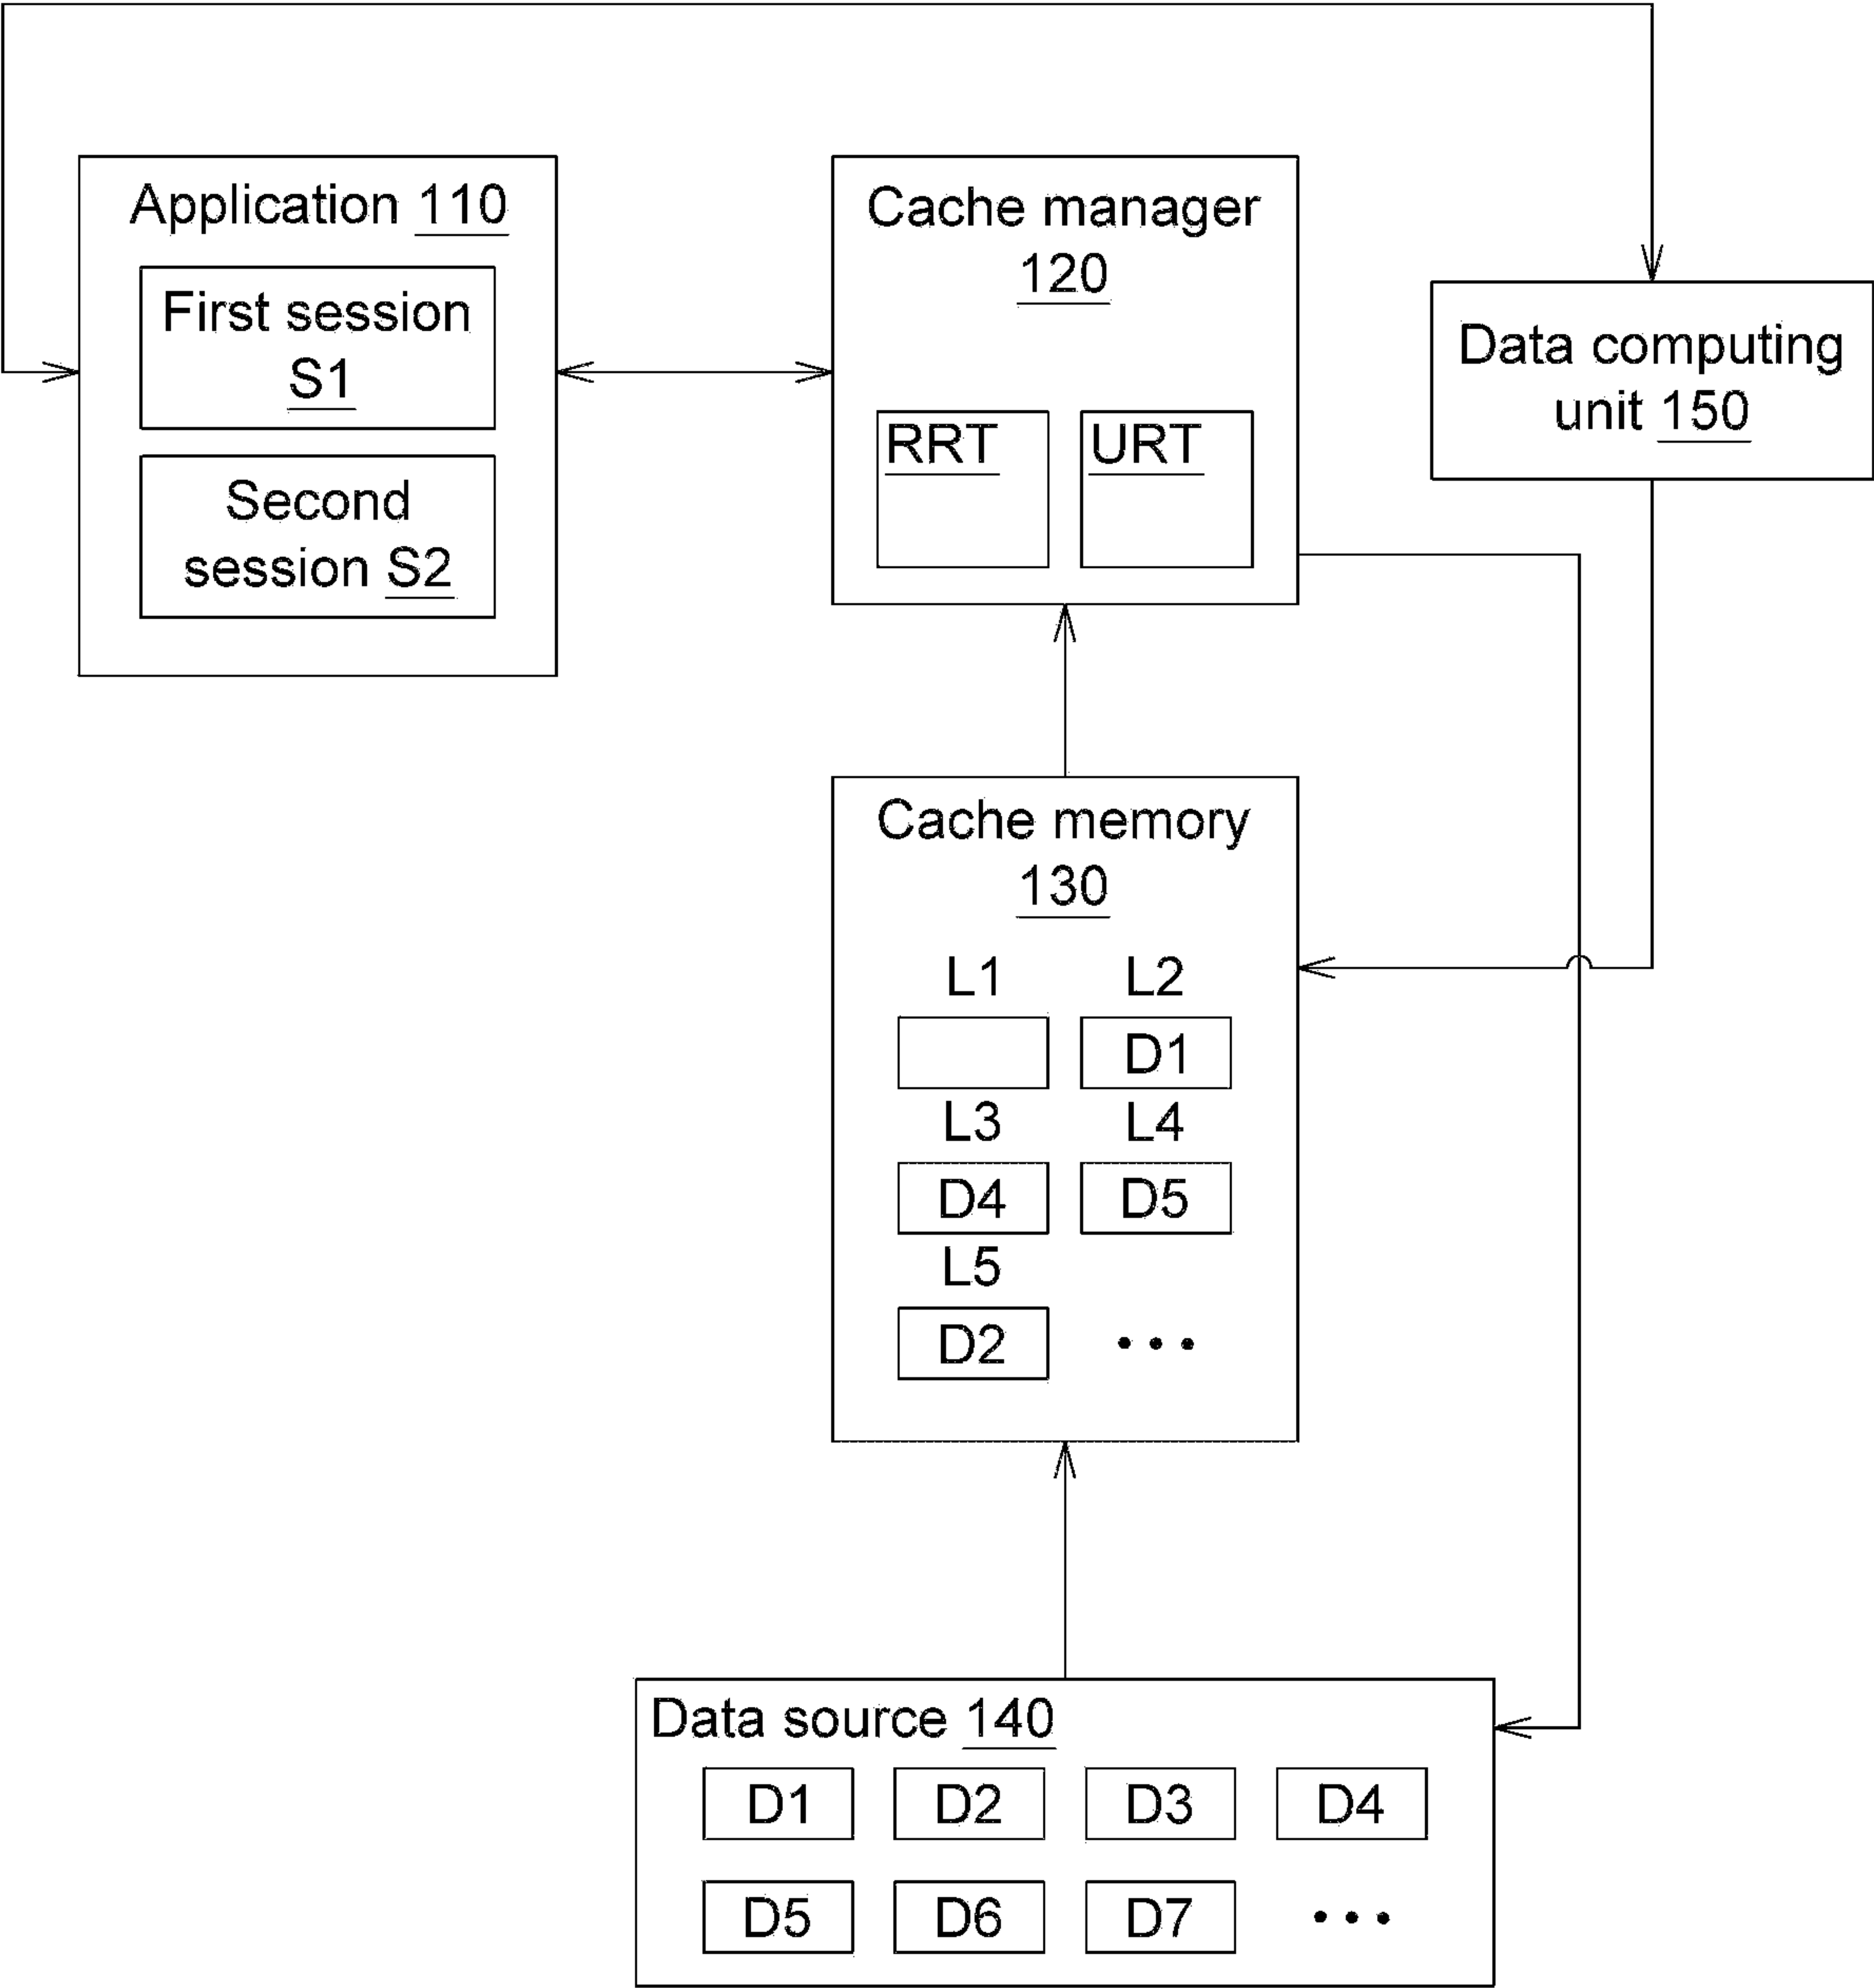 Application 110
First session
S1
Second
session S2
Cache manager
120
RRT URT
Data computing
unit 150
Cache memory
130
L1 L2
D1
L3 L4
D4 D5
L5
D2 • • •
Data source 140
D1 D2 D3 D4
D5 D6 D7 • • •